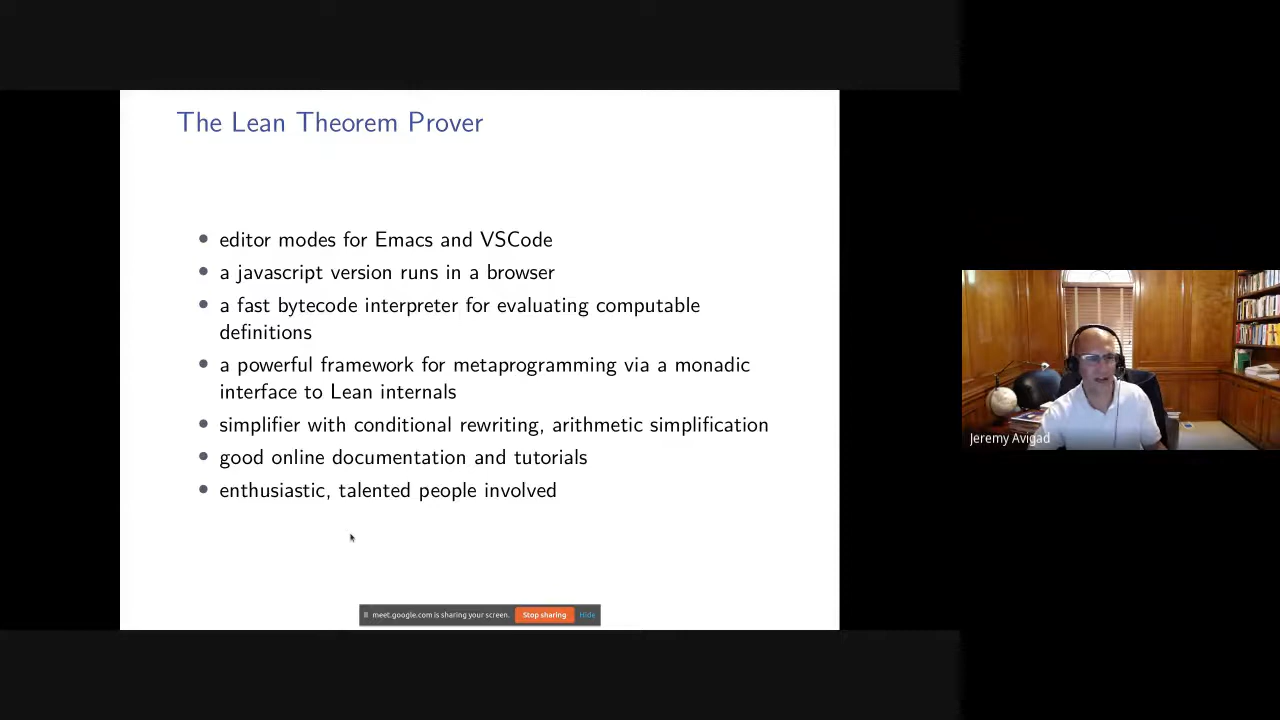 The Lean Theorem Prover
editor modes for Emacs and VSCode
a javascript version runs in a browser
a fast bytecode interpreter for evaluating computable
definitions
a powerful framework for metaprogramming via a monadic
interface to Lean internals
simplifier with conditional rewriting, arithmetic simplification
good online documentation and tutorials
enthusiastic, talented people involved
meet.google.com is sharing your screen. Stop sharing Hide
Jeremy Avigad